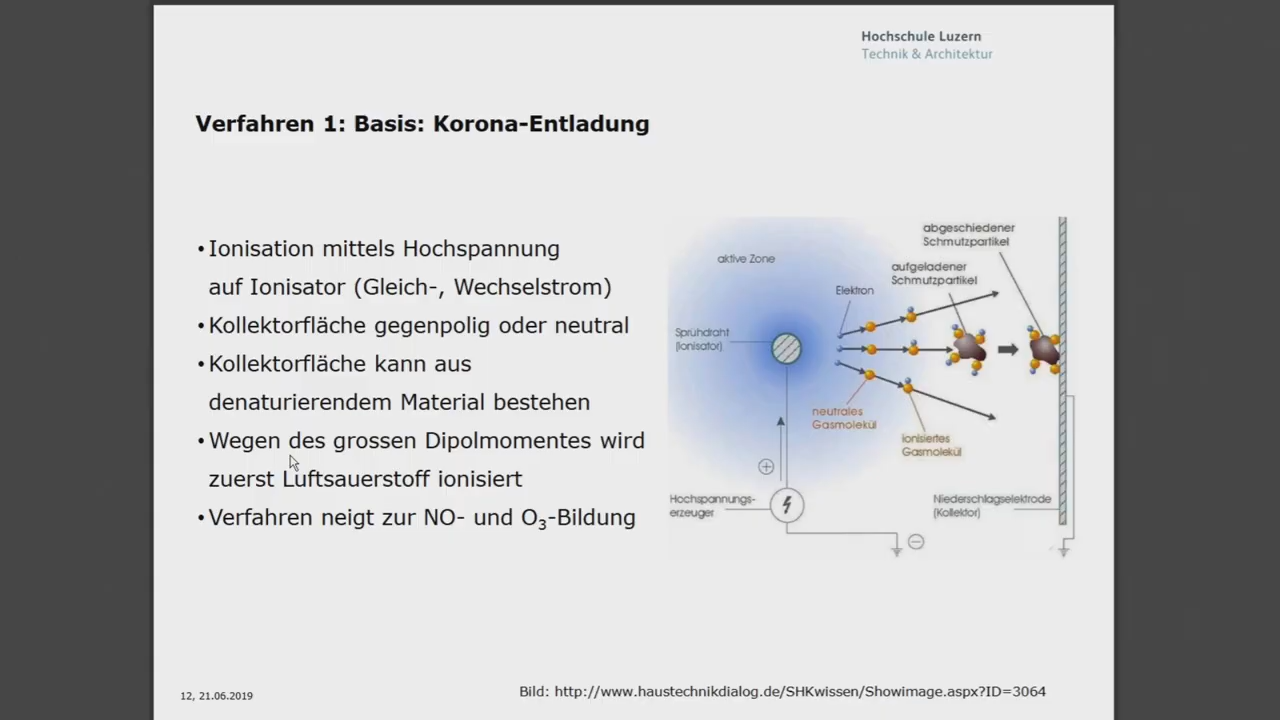 Hochschule Luzern
Technik & Architektur
Verfahren 1: Basis: Korona-Entladung
• Ionisation mittels Hochspannung
auf Ionisator (Gleich-, Wechselstrom)
• Kollektorfläche gegenpolig oder neutral
• Kollektorfläche kann aus
denaturierendem Material bestehen
• Wegen des grossen Dipolmomentes wird
zuerst Luftsauerstoff ionisiert
• Verfahren neigt zur NO- und O₃-Bildung
abgeschiedener
Schmutzpartikel
aktive Zone
aufgeladener
Schmutzpartikel
Elektron
Sprühdraht
(Ionisator)
neutrales
Gasmolekül
ionisiertes
Gasmolekül
+
Hochspannungs-
erzeuger
Niederschlagselektrode
(Kollektor)
−
12, 21.06.2019
Bild: http://www.haustechnikdialog.de/SHKwissen/Showimage.aspx?ID=3064